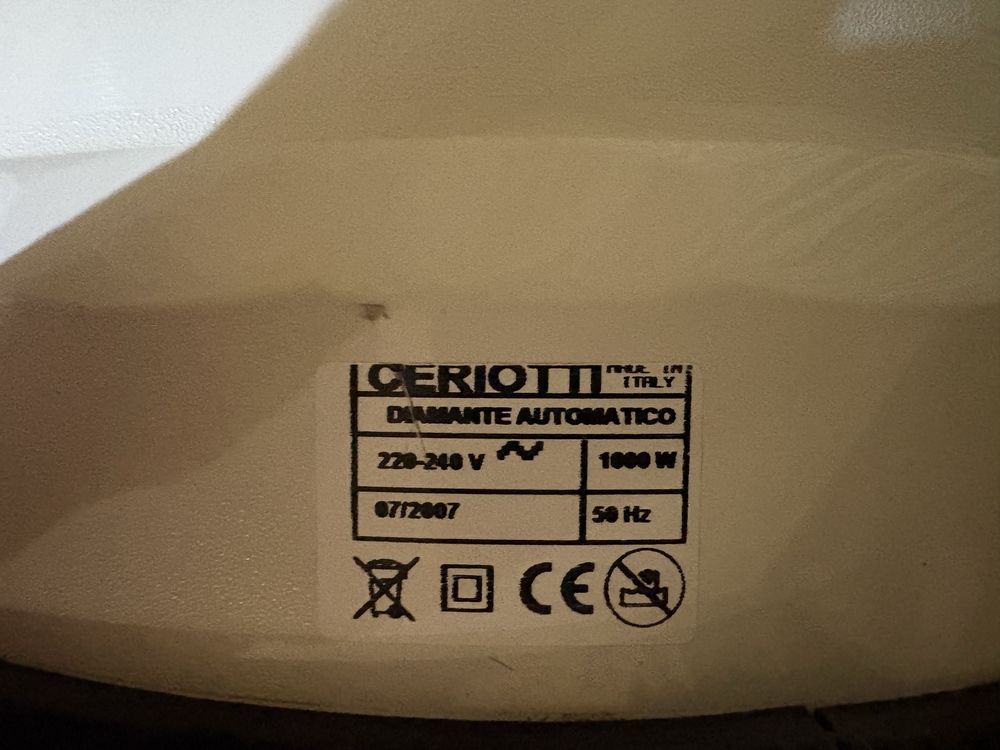 CERIOTTI MADE IN ITALY
DIAMANTE AUTOMATICO
220-240 V 1000 W
07/2007 50 Hz
CE